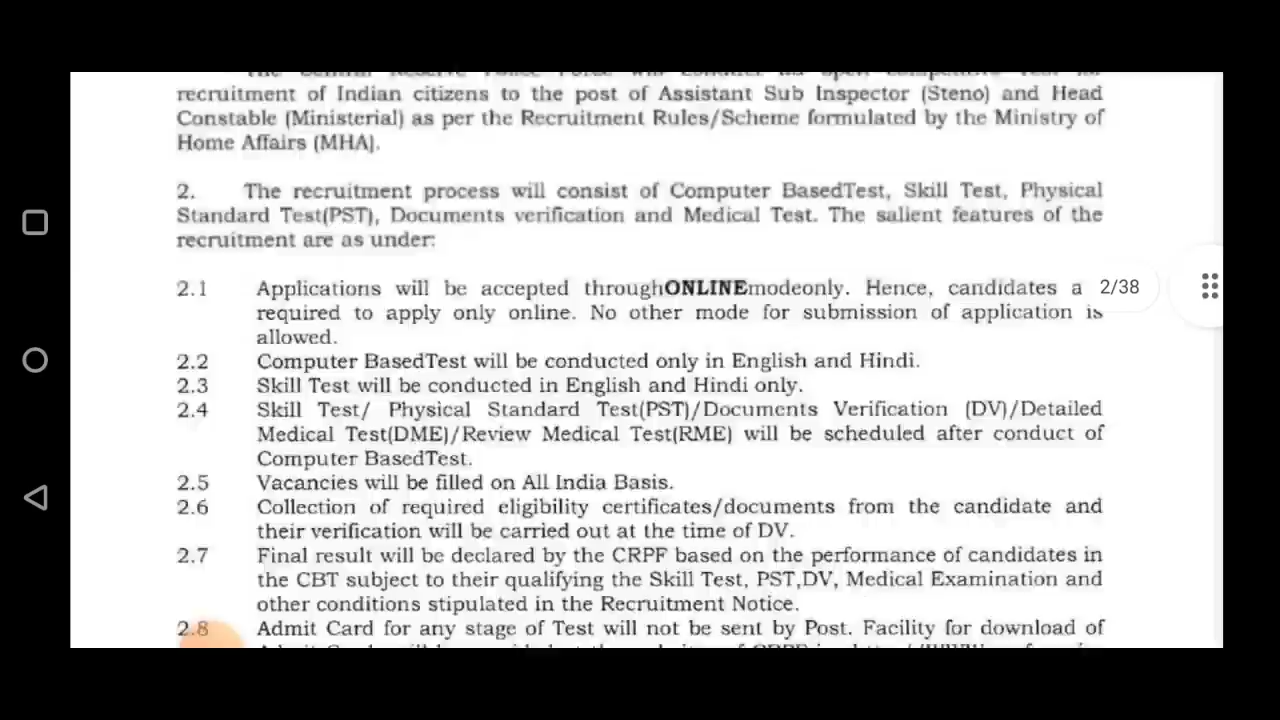 recruitment of Indian citizens to the post of Assistant Sub Inspector (Steno) and Head
Constable (Ministerial) as per the Recruitment Rules/Scheme formulated by the Ministry of
Home Affairs (MHA).
2. The recruitment process will consist of Computer BasedTest, Skill Test, Physical
Standard Test(PST), Documents verification and Medical Test. The salient features of the
recruitment are as under:
2.1 Applications will be accepted throughONLINEmodeonly. Hence, candidates a
2/38
required to apply only online. No other mode for submission of application is
allowed.
2.2 Computer BasedTest will be conducted only in English and Hindi.
2.3 Skill Test will be conducted in English and Hindi only.
2.4 Skill Test/ Physical Standard Test(PST)/Documents Verification (DV)/Detailed
Medical Test(DME)/Review Medical Test(RME) will be scheduled after conduct of
Computer BasedTest.
2.5 Vacancies will be filled on All India Basis.
2.6 Collection of required eligibility certificates/documents from the candidate and
their verification will be carried out at the time of DV.
2.7 Final result will be declared by the CRPF based on the performance of candidates in
the CBT subject to their qualifying the Skill Test, PST,DV, Medical Examination and
other conditions stipulated in the Recruitment Notice.
2.8 Admit Card for any stage of Test will not be sent by Post. Facility for download of